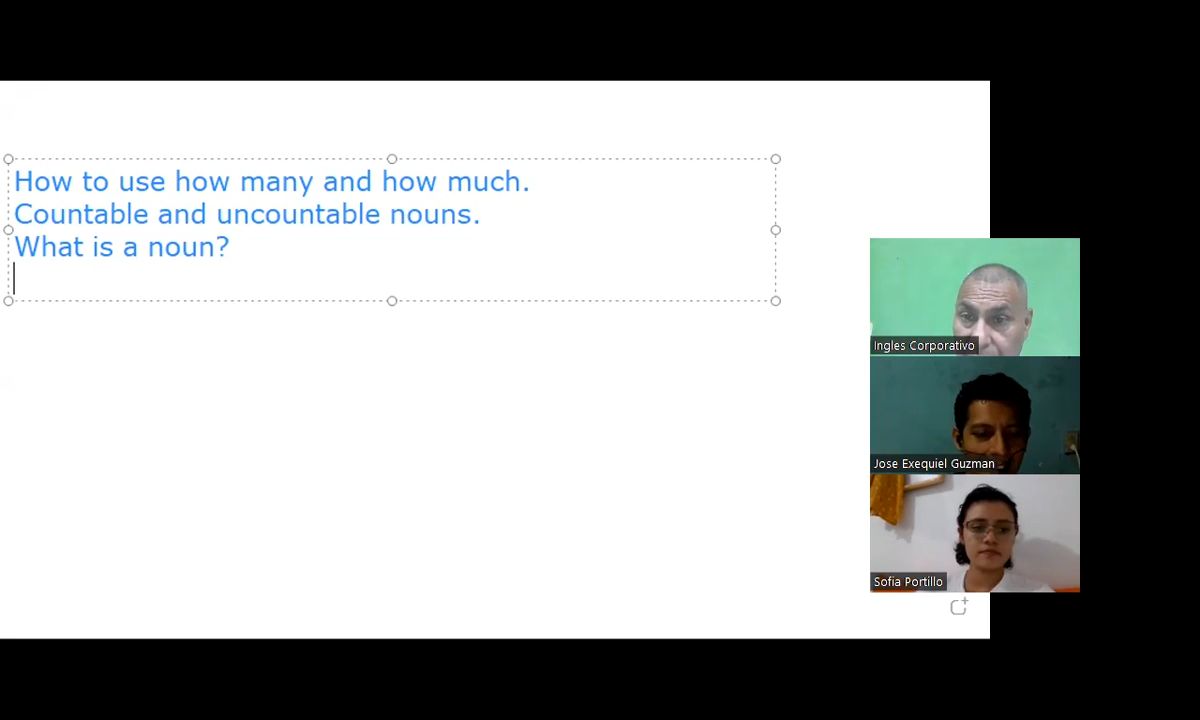 How to use how many and how much.
Countable and uncountable nouns.
What is a noun?
Ingles Corporativo
Jose Exequiel Guzman
Sofia Portillo